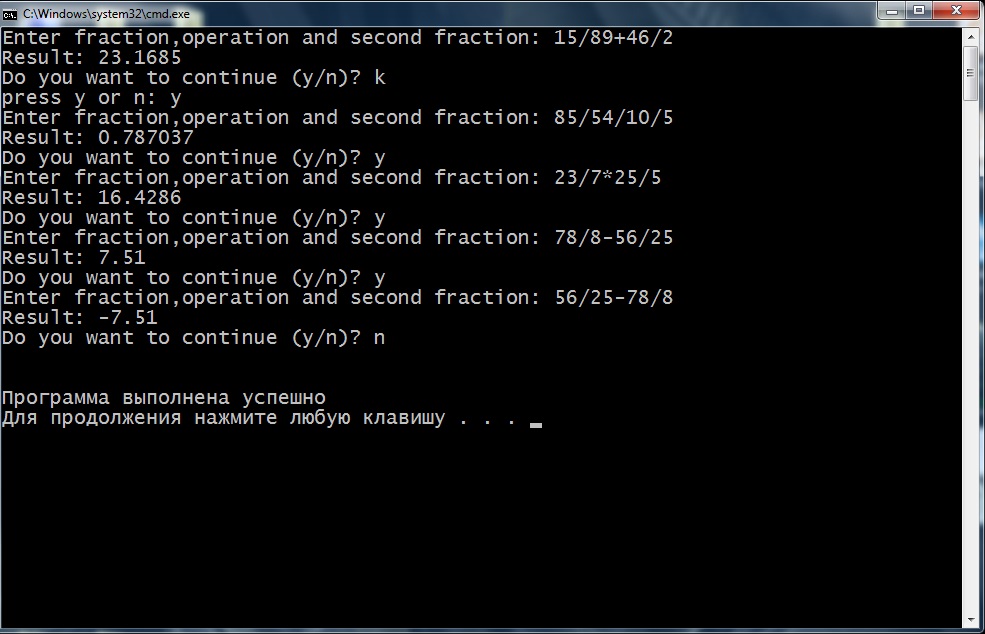 C:\Windows\system32\cmd.exe
Enter fraction,operation and second fraction: 15/89+46/2
Result: 23.1685
Do you want to continue (y/n)? k
press y or n: y
Enter fraction,operation and second fraction: 85/54/10/5
Result: 0.787037
Do you want to continue (y/n)? y
Enter fraction,operation and second fraction: 23/7*25/5
Result: 16.4286
Do you want to continue (y/n)? y
Enter fraction,operation and second fraction: 78/8-56/25
Result: 7.51
Do you want to continue (y/n)? y
Enter fraction,operation and second fraction: 56/25-78/8
Result: -7.51
Do you want to continue (y/n)? n
Программа выполнена успешно
Для продолжения нажмите любую клавишу . . .